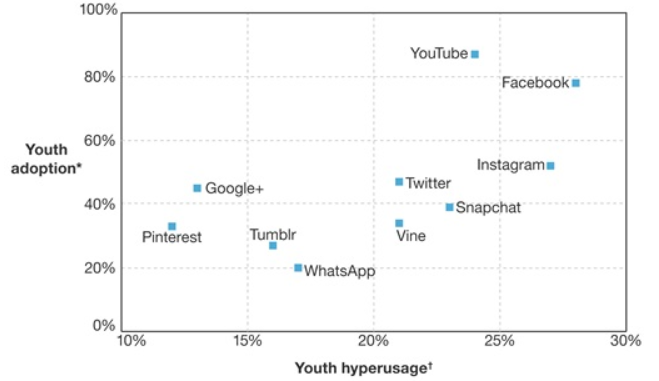 100%
80%
60%
40%
20%
0%
Youth
adoption*
YouTube
Facebook
Instagram
Google+
Twitter
Snapchat
Pinterest
Tumblr
Vine
WhatsApp
10%
15%
20%
25%
30%
Youth hyperusage†